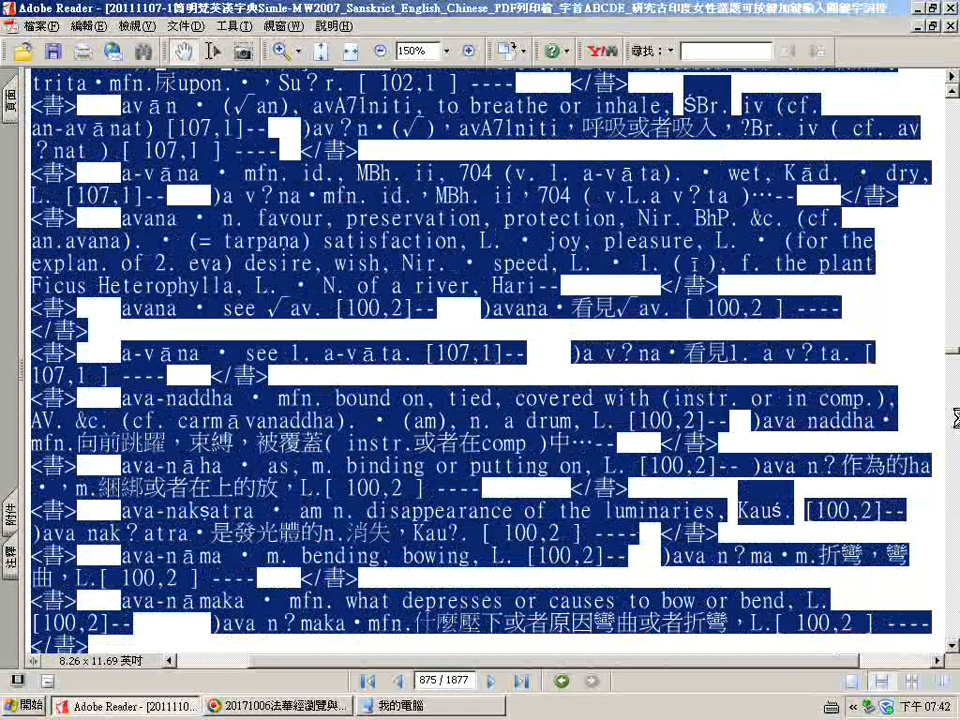 Adobe Reader - [20111107-1簡明梵英漢字典Simle-MW2007_Sanskrict_English_Chinese_PDF列印檔_字首ABCDE_研究古印度女性議題可按鍵
檔案(F) 編輯(E) 檢視(V) 文件(D) 工具(T) 視窗(W) 說明(H)
150% Y! 尋找：
頁面
trita‧mfn.尿upon.‧，Su？r. [ 102,1 ] ---- </書>
<書> avān ‧ (√an), avA7lniti, to breathe or inhale, ŚBr. iv (cf.
an-avānat) [107,1]-- )av？n‧(√)，avA7lniti，呼吸或者吸入，?Br. iv ( cf. av
？nat ) [ 107,1 ] ---- </書>
<書> a-vāna ‧ mfn. id., MBh. ii, 704 (v. l. a-vāta). ‧ wet, Kād. ‧ dry,
L. [107,1]-- )a v？na‧mfn. id.，MBh. ii，704 ( v.L.a v？ta )…-- </書>
<書> avana ‧ n. favour, preservation, protection, Nir. BhP. &c. (cf.
an.avana). ‧ (= tarpana) satisfaction, L. ‧ joy, pleasure, L. ‧ (for the
explan. of 2. eva) desire, wish, Nir. ‧ speed, L. ‧ 1. (ī), f. the plant
Ficus Heterophylla, L. ‧ N. of a river, Hari-- </書>
<書> avana ‧ see √av. [100,2]-- )avana‧看見√av. [ 100,2 ] ----
</書>
<書> a-vāna ‧ see 1. a-vāta. [107,1]-- )a v？na‧看見1. a v？ta. [
107,1 ] ---- </書>
<書> ava-naddha ‧ mfn. bound on, tied, covered with (instr. or in comp.),
AV. &c. (cf. carmāvanaddha). ‧ (am), n. a drum, L. [100,2]-- )ava naddha‧
mfn.向前跳躍，束縛，被覆蓋( instr.或者在comp )中…-- </書>
<書> ava-nāha ‧ as, m. binding or putting on, L. [100,2]-- )ava n？作為的ha
‧，m.綑綁或者在上的放，L.[ 100,2 ] ---- </書>
<書> ava-nakṣatra ‧ am n. disappearance of the luminaries, Kauś. [100,2]--
)ava nak？atra‧是發光體的n.消失，Kau?. [ 100,2 ] ---- </書>
<書> ava-nāma ‧ m. bending, bowing, L. [100,2]-- )ava n？ma‧m.折彎，彎
曲，L.[ 100,2 ] ---- </書>
<書> ava-nāmaka ‧ mfn. what depresses or causes to bow or bend, L.
[100,2]-- )ava n？maka‧mfn.什麼壓下或者原因彎曲或者折彎，L.[ 100,2 ] ----
</書>
附件
注釋
8.26 x 11.69 英吋
875 / 1877
開始 Adobe Reader - [2011110... 20171006法華經瀏覽與... 我的電腦 下午 07:42